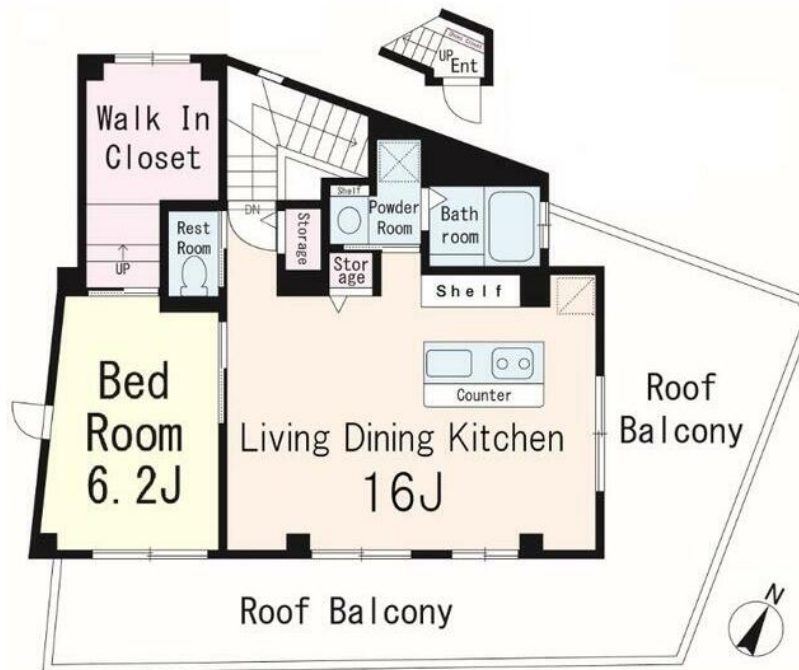 UP
Ent
Walk In
Closet
UP
DN
Rest
Room
Storage
Shelf
Powder
Room
Bath
room
Stor
age
Shelf
Counter
Bed
Room
6.2J
Living Dining Kitchen
16J
Roof
Balcony
Roof Balcony
N